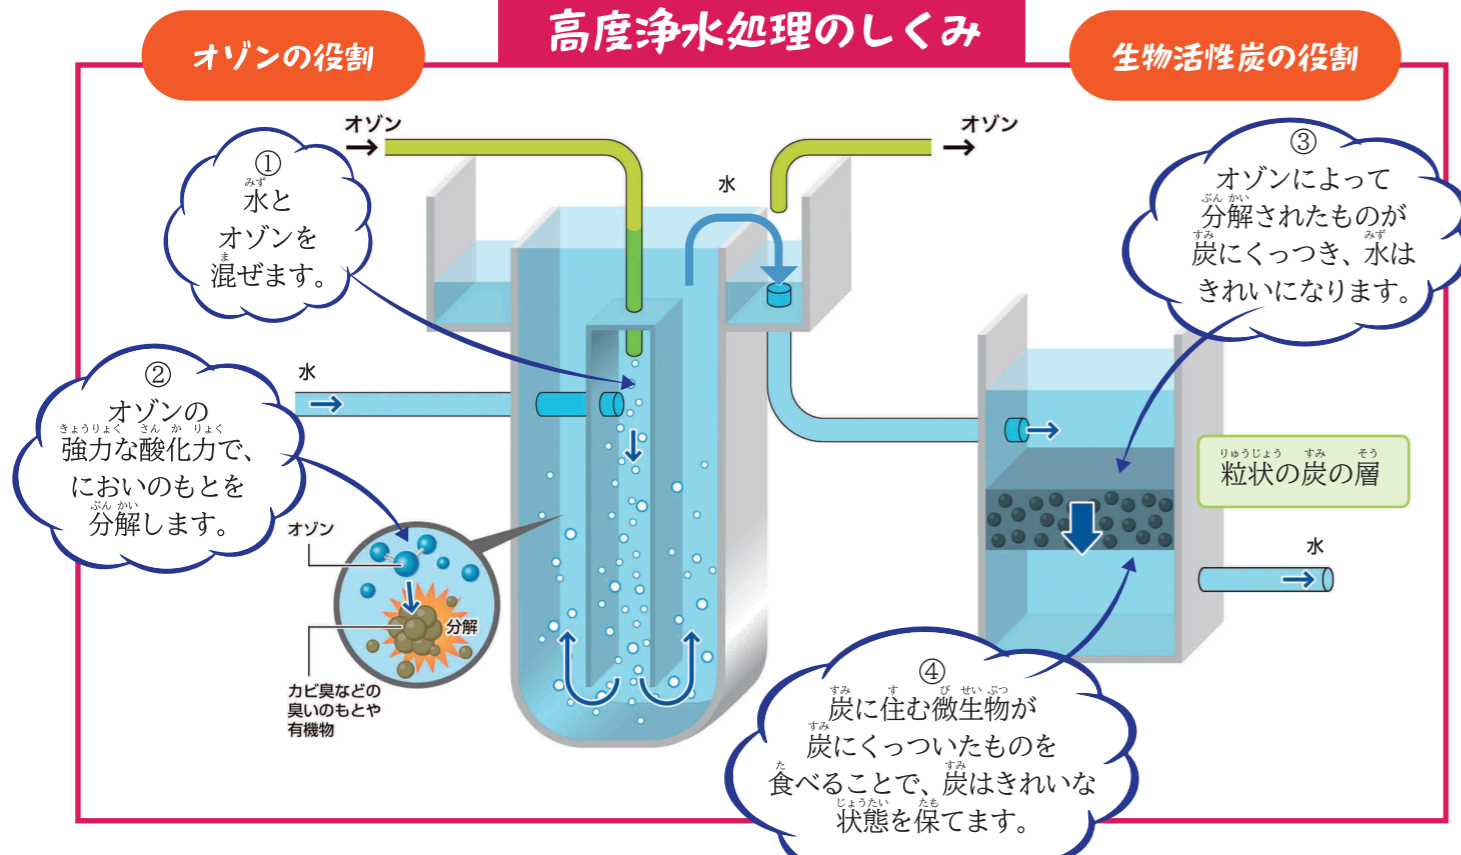 高度浄水処理のしくみ
オゾンの役割
生物活性炭の役割
オゾン
オゾン
水
①
みず
水と
オゾンを
ま
混ぜます。
水
②
オゾンの
きょうりょく さん か りょく
強力な酸化力で、
においのもとを
ぶん かい
分解します。
オゾン
分解
カビ臭などの
臭いのもとや
有機物
③
オゾンによって
ぶん かい
分解されたものが
すみ みず
炭にくっつき、水は
きれいになります。
りゅうじょう すみ そう
粒状の炭の層
水
④
すみ す び せい ぶつ
炭に住む微生物が
すみ
炭にくっついたものを
た すみ
食べることで、炭はきれいな
じょうたい たも
状態を保てます。